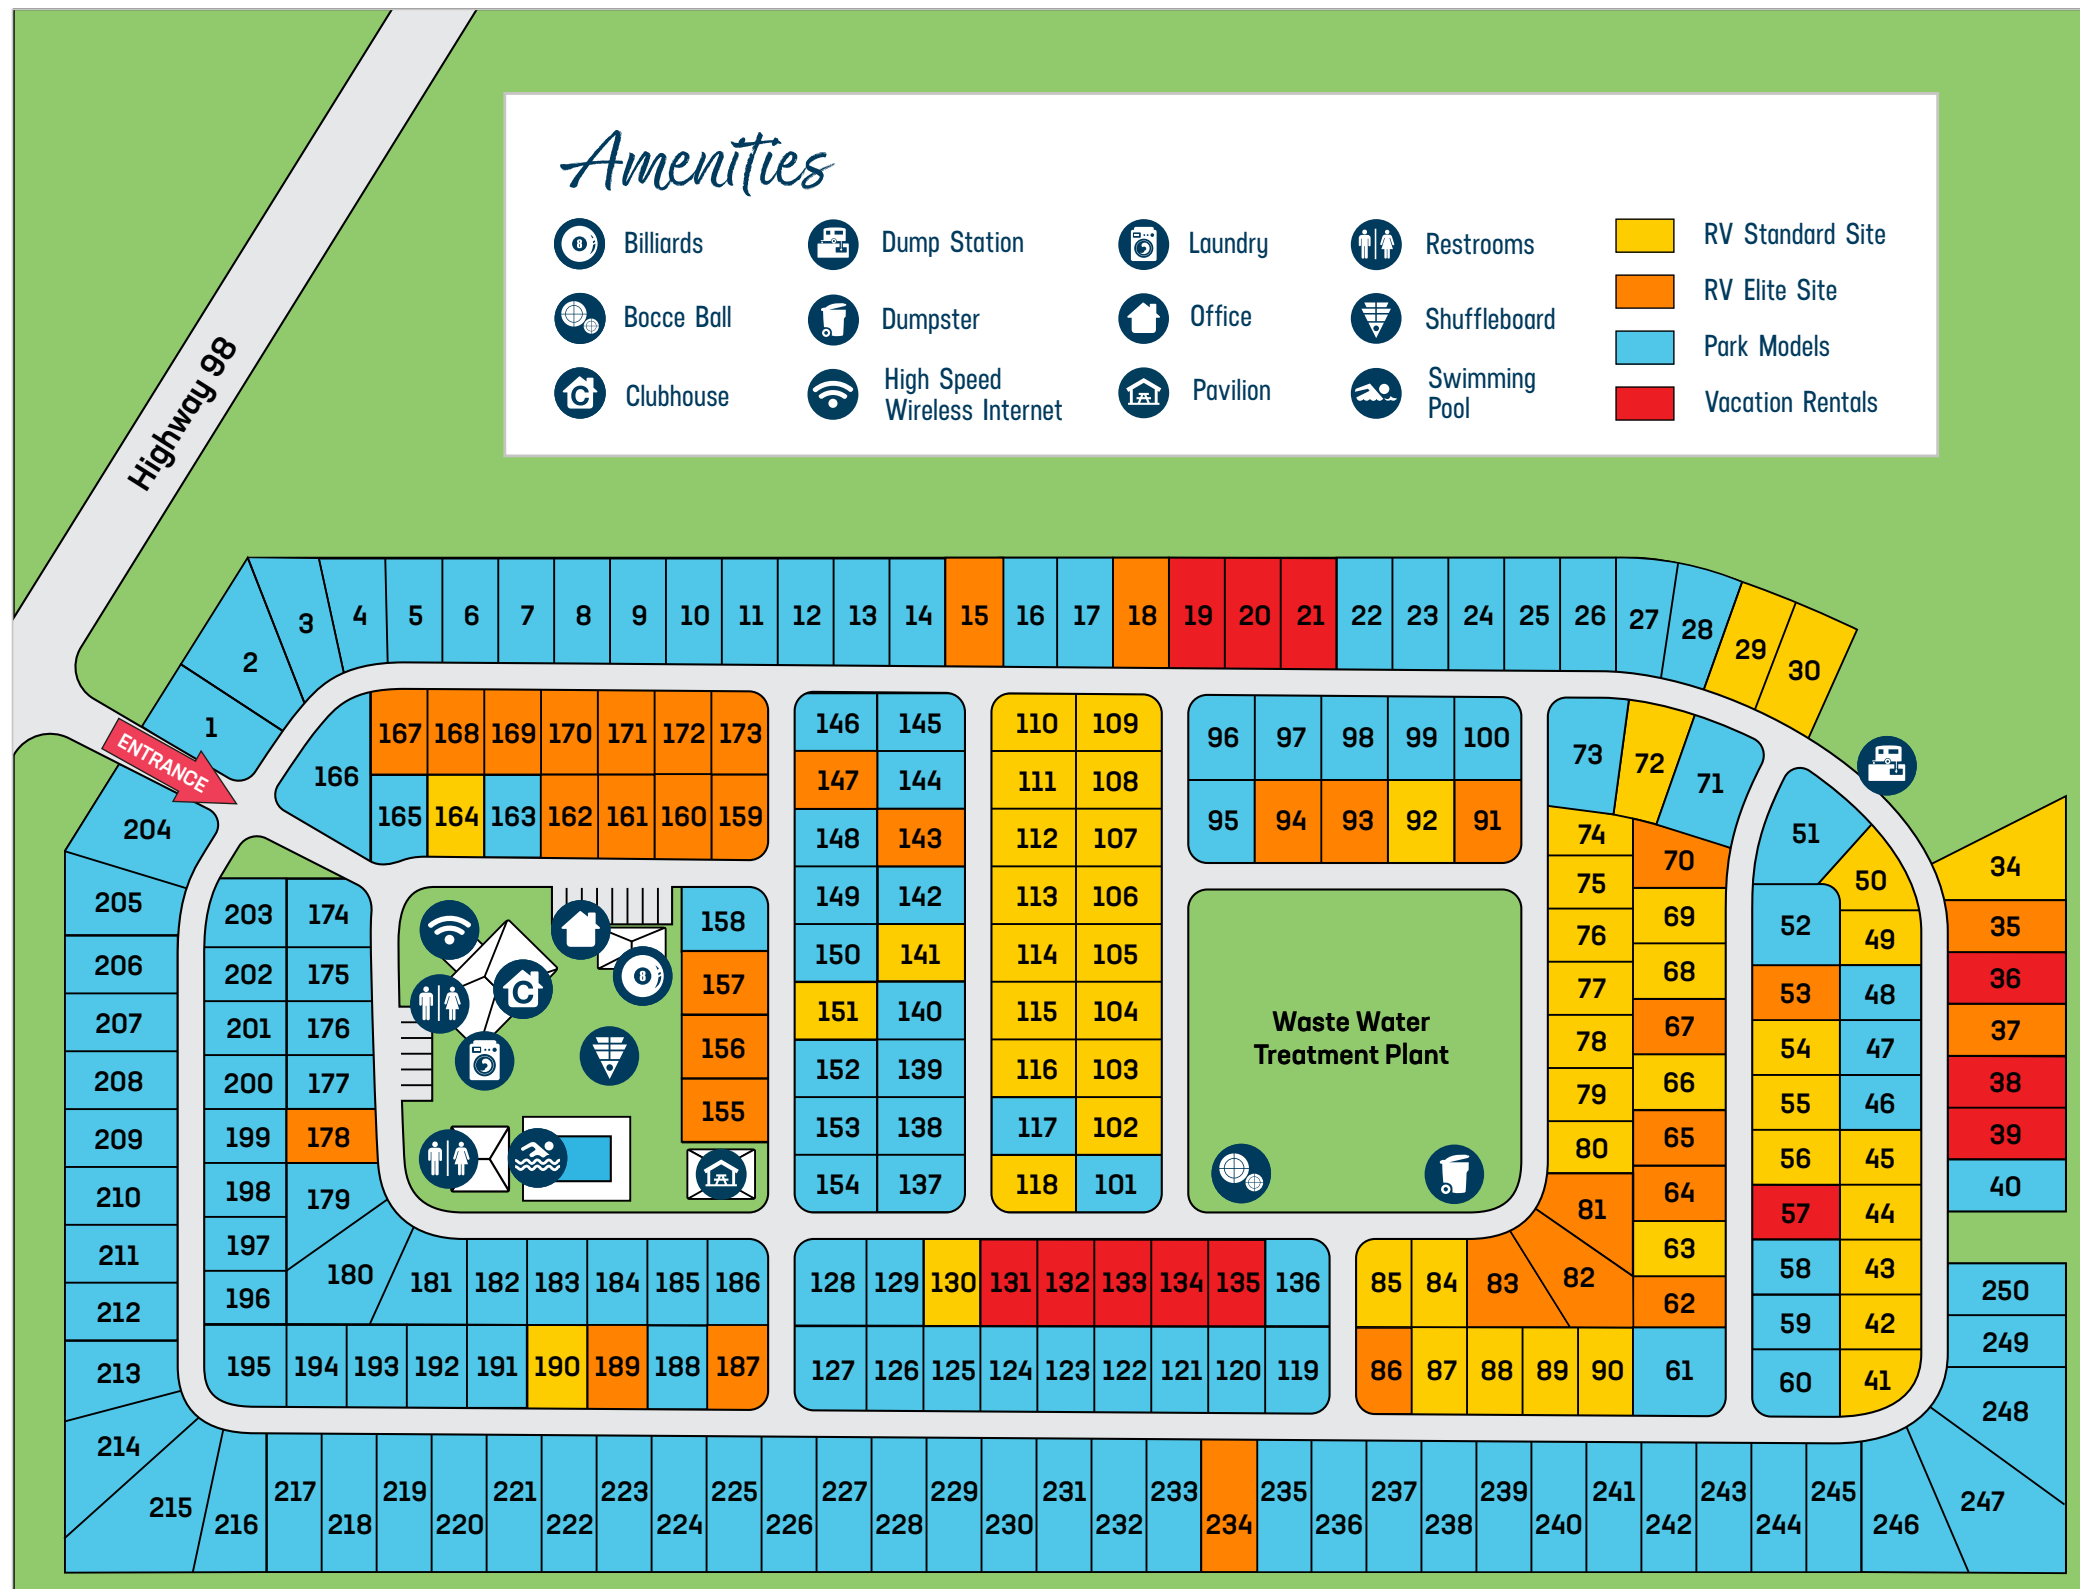 Amenities
Billiards
Bocce Ball
Clubhouse
Dump Station
Dumpster
High Speed
Wireless Internet
Laundry
Office
Pavilion
Restrooms
Shuffleboard
Swimming
Pool
RV Standard Site
RV Elite Site
Park Models
Vacation Rentals
Highway 98
ENTRANCE
1
2
3 4 5 6 7 8 9 10 11 12 13 14 15 16 17 18 19 20 21 22 23 24 25 26 27 28 29 30
167 168 169 170 171 172 173
166
165 164 163 162 161 160 159
146 145
147 144
148 143
149 142
150 141
151 140
152 139
153 138
154 137
110 109
111 108
112 107
113 106
114 105
115 104
116 103
117 102
118 101
96 97 98 99 100
95 94 93 92 91
73 72 71
74 70
75 69
76 68
77 67
78 66
79 65
80 64
81 63
82 62
51
50
52 49
53 48
54 47
55 46
56 45
57 44
58 43
59 42
60 41
34
35
36
37
38
39
40
250
249
248
247
204
205
206
207
208
209
210
211
212
213
214
215
203 174
202 175
201 176
200 177
199 178
198 179
197
196 180 181 182 183 184 185 186
195 194 193 192 191 190 189 188 187
8
C
158
157
156
155
Waste Water
Treatment Plant
128 129 130 131 132 133 134 135 136
127 126 125 124 123 122 121 120 119
85 84 83
86 87 88 89 90 61
217 219 221 223 225 227 229 231 233 235 237 239 241 243 245
216 218 220 222 224 226 228 230 232 234 236 238 240 242 244 246